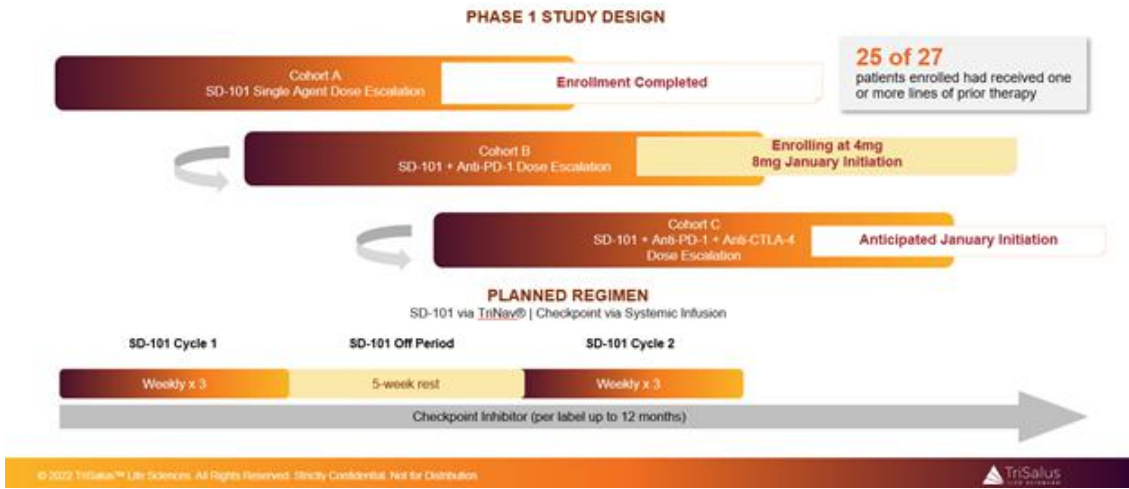 PHASE 1 STUDY DESIGN
Cohort A
SD-101 Single Agent Dose Escalation
Enrollment Completed
25 of 27
patients enrolled had received one
or more lines of prior therapy
Cohort B
SD-101 + Anti-PD-1 Dose Escalation
Enrolling at 4mg
8mg January Initiation
Cohort C
SD-101 + Anti-PD-1 + Anti-CTLA-4
Dose Escalation
Anticipated January Initiation
PLANNED REGIMEN
SD-101 via TriNav® | Checkpoint via Systemic Infusion
SD-101 Cycle 1
SD-101 Off Period
SD-101 Cycle 2
Weekly x 3
5-week rest
Weekly x 3
Checkpoint Inhibitor (per label up to 12 months)
© 2022 TriSalus™ Life Sciences. All Rights Reserved. Strictly Confidential. Not for Distribution.
TriSalus
LIFE SCIENCES